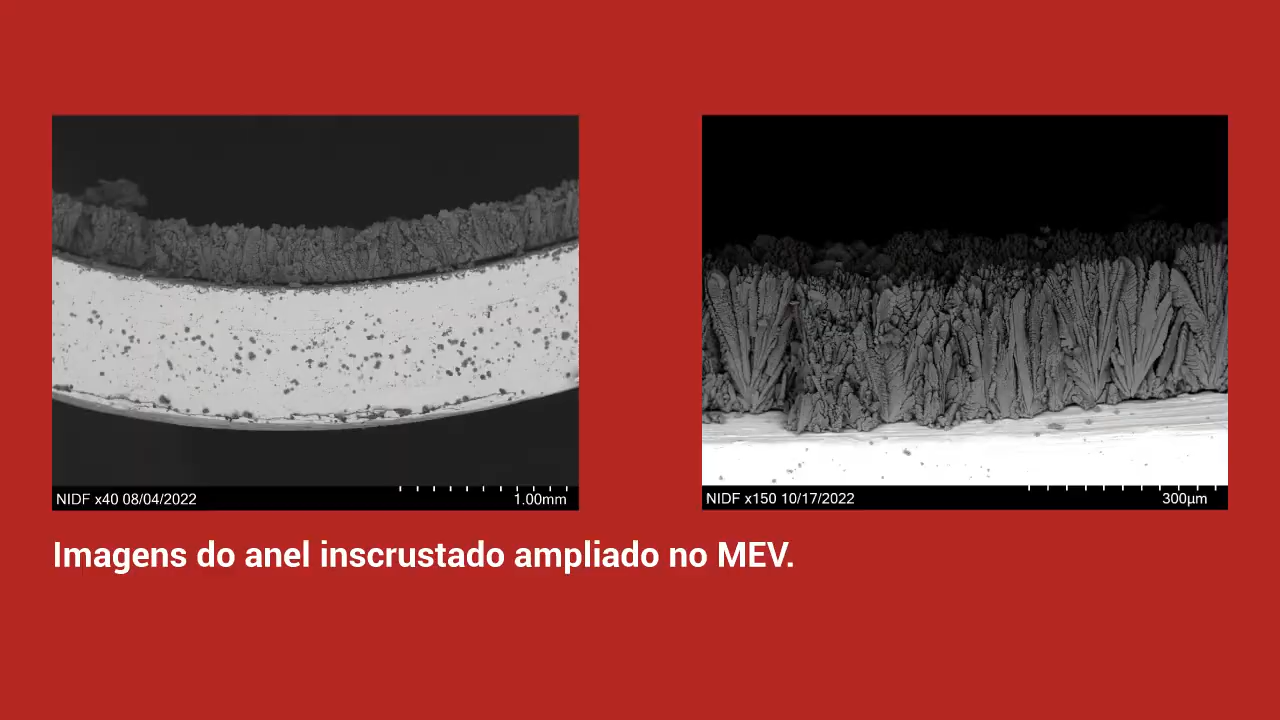 NIDF x40 08/04/2022
1.00mm
NIDF x150 10/17/2022
300µm
Imagens do anel inscrustado ampliado no MEV.